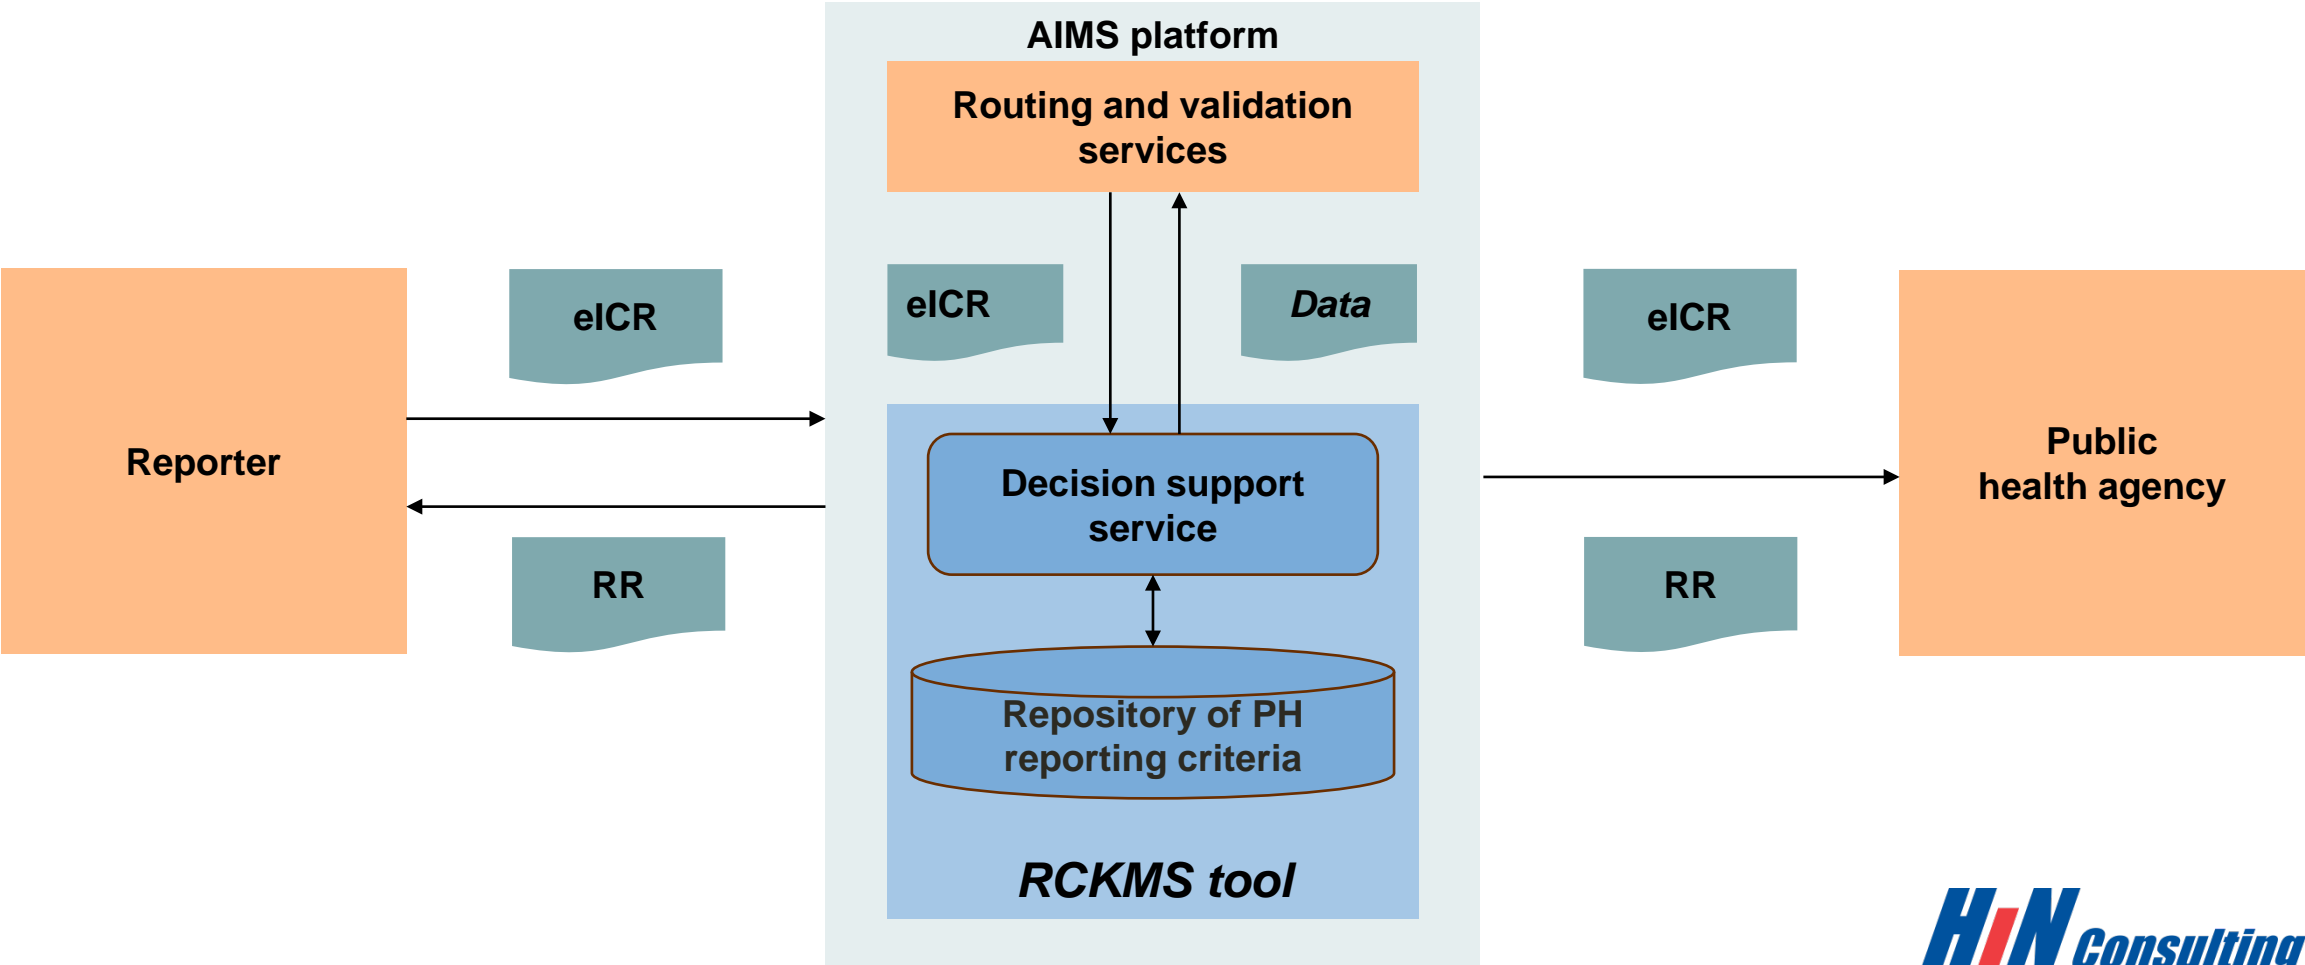 AIMS platform
Routing and validation
services
eICR
eICR
Data
eICR
Reporter
Decision support
service
Public
health agency
RR
RR
Repository of PH
reporting criteria
RCKMS tool
HIN Consulting